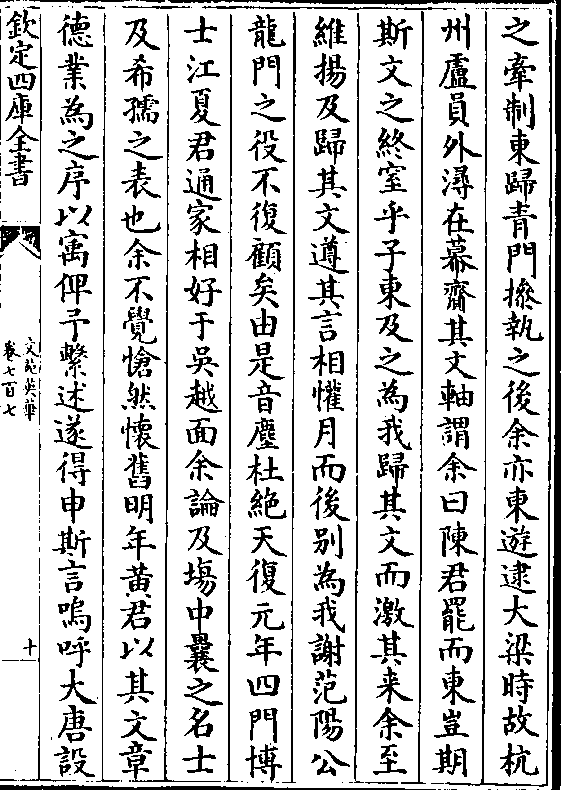 之牽制東歸青門摻執之後余亦東遊逮大梁時故杭
州盧員外潯在幕齎其文軸謂余曰陳君罷而東豈期
斯文之終窒乎子東及之為我歸其文而激其来余至
維揚及歸其文遵其言相懽月而後别為我謝范陽公
龍門之役不復顧矣由是音塵杜絶天復元年四門博
士江夏君通家相好于吳越面余論及場中曩之名士
及希孺之表也余不覺愴然懷舊明年黄君以其文章
德業為之序以寓俾予繫述遂得申斯言嗚呼大唐設
欽定四庫全書
文苑英華
卷七百七
十